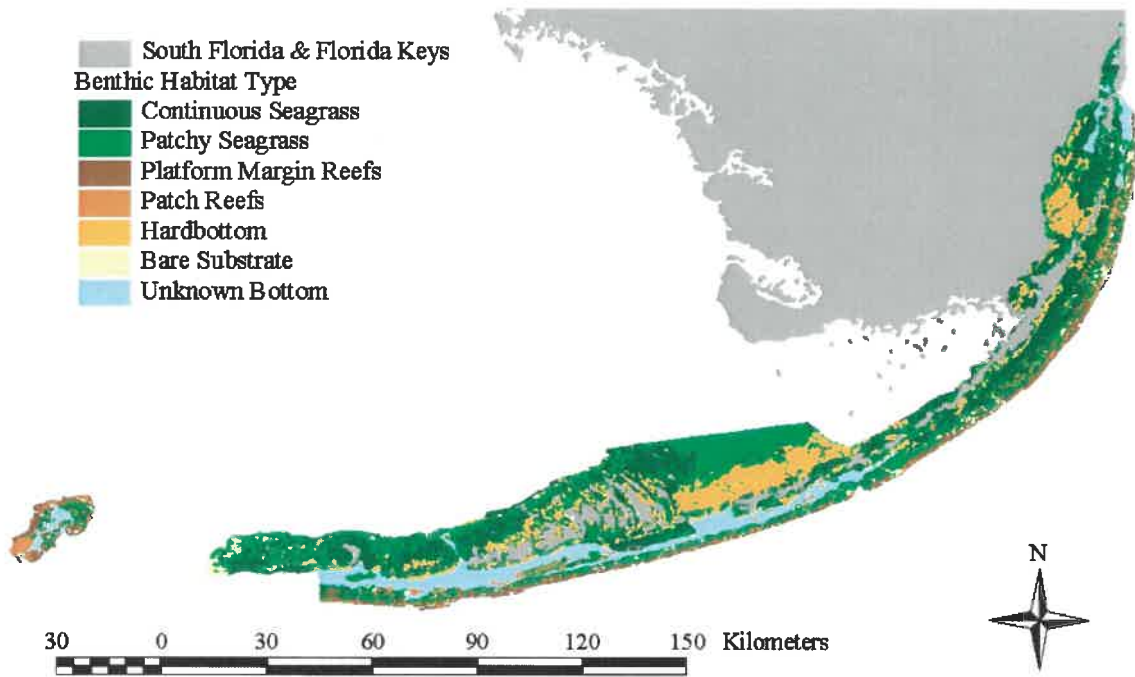 South Florida & Florida Keys
Benthic Habitat Type
Continuous Seagrass
Patchy Seagrass
Platform Margin Reefs
Patch Reefs
Hardbottom
Bare Substrate
Unknown Bottom
N
30 0 30 60 90 120 150 Kilometers